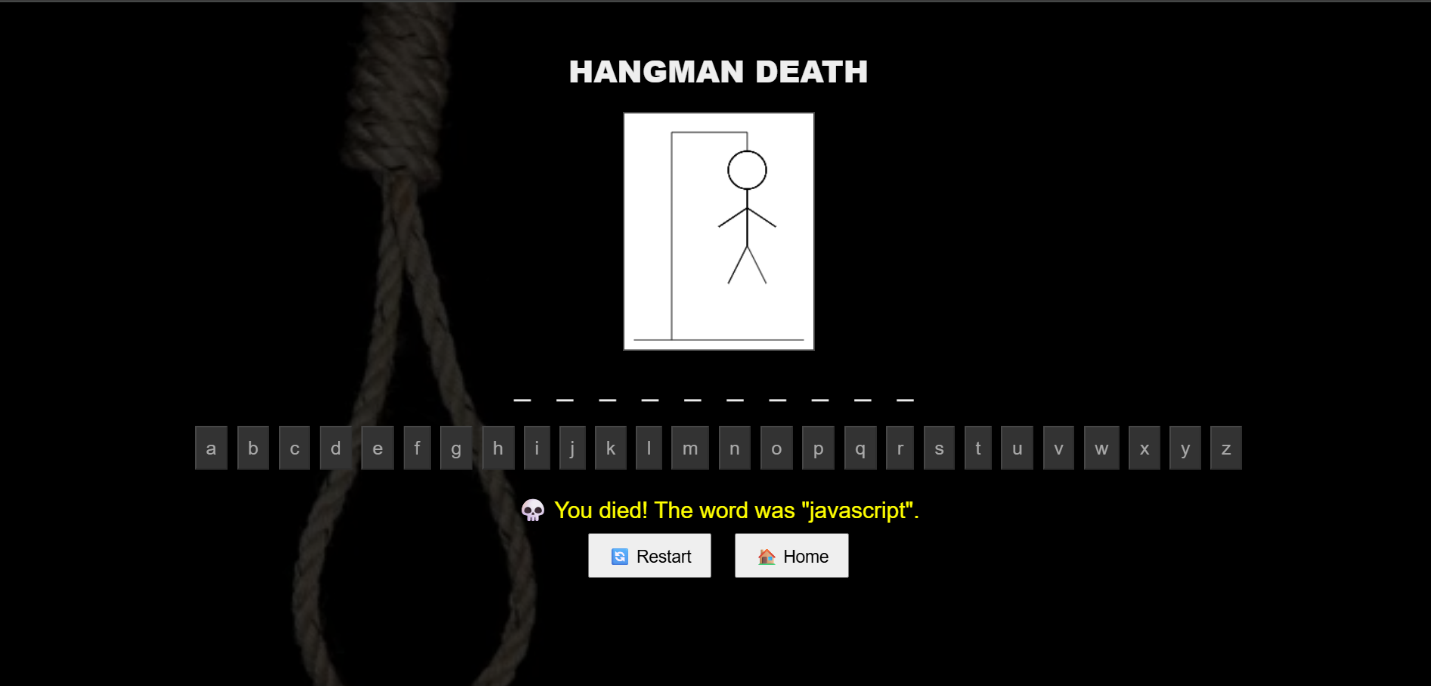 HANGMAN DEATH
_ _ _ _ _ _ _ _ _ _
a b c d e f g h i j k l m n o p q r s t u v w x y z
💀 You died! The word was "javascript".
🔄 Restart 🏠 Home